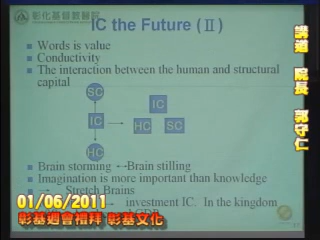 彰化基督教醫院
IC the Future (Ⅱ)
Words is value
Conductivity
The interaction between the human and structural
capital
SC
IC
IC
HC
SC
HC
Brain storming ↔Brain stilling
Imagination is more important than knowledge
→ Stretch Brains
→ investment IC. In the kingdom
01/06/2011
彰基週會禮拜 彰基文化
講道 院長 郭守仁